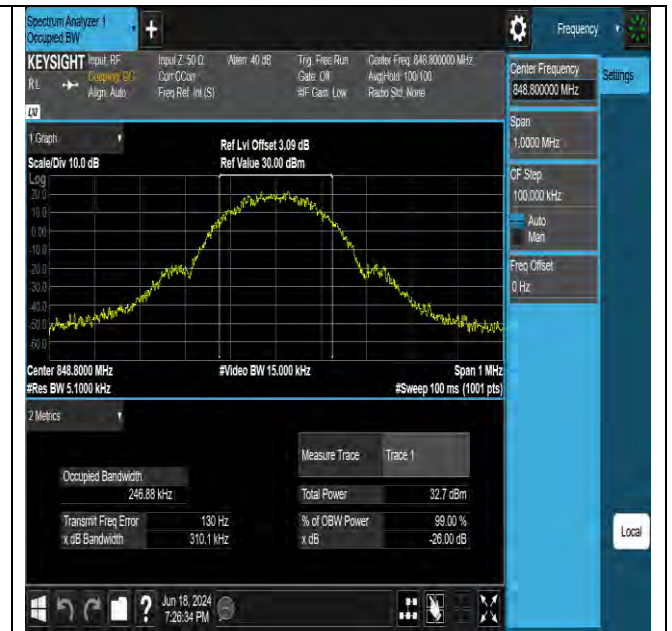 Spectrum Analyzer 1
Occupied BW
+
Frequency
KEYSIGHT
Input: RF
Coupling: DC
Align: Auto
Input Z: 50 Ω
Corr CCorr
Freq Ref: Int (S)
Atten: 40 dB
Trig: Free Run
Gate: Off
#IF Gain: Low
Center Freq: 848.800000 MHz
Avg|Hold: 100/100
Radio Std: None
RL
LXI
Center Frequency
848.800000 MHz
Settings
Span
1.0000 MHz
CF Step
100.000 kHz
Auto
Man
Freq Offset
0 Hz
1 Graph
Scale/Div 10.0 dB
Ref Lvl Offset 3.09 dB
Ref Value 30.00 dBm
Log
20.0
10.0
0.00
-10.0
-20.0
-30.0
-40.0
-50.0
-60.0
Center 848.8000 MHz
#Video BW 15.000 kHz
Span 1 MHz
#Res BW 5.1000 kHz
#Sweep 100 ms (1001 pts)
2 Metrics
Measure Trace
Trace 1
Occupied Bandwidth
246.88 kHz
Total Power
32.7 dBm
Transmit Freq Error
130 Hz
% of OBW Power
99.00 %
x dB Bandwidth
310.1 kHz
x dB
-26.00 dB
Local
?
Jun 18, 2024
7:26:34 PM